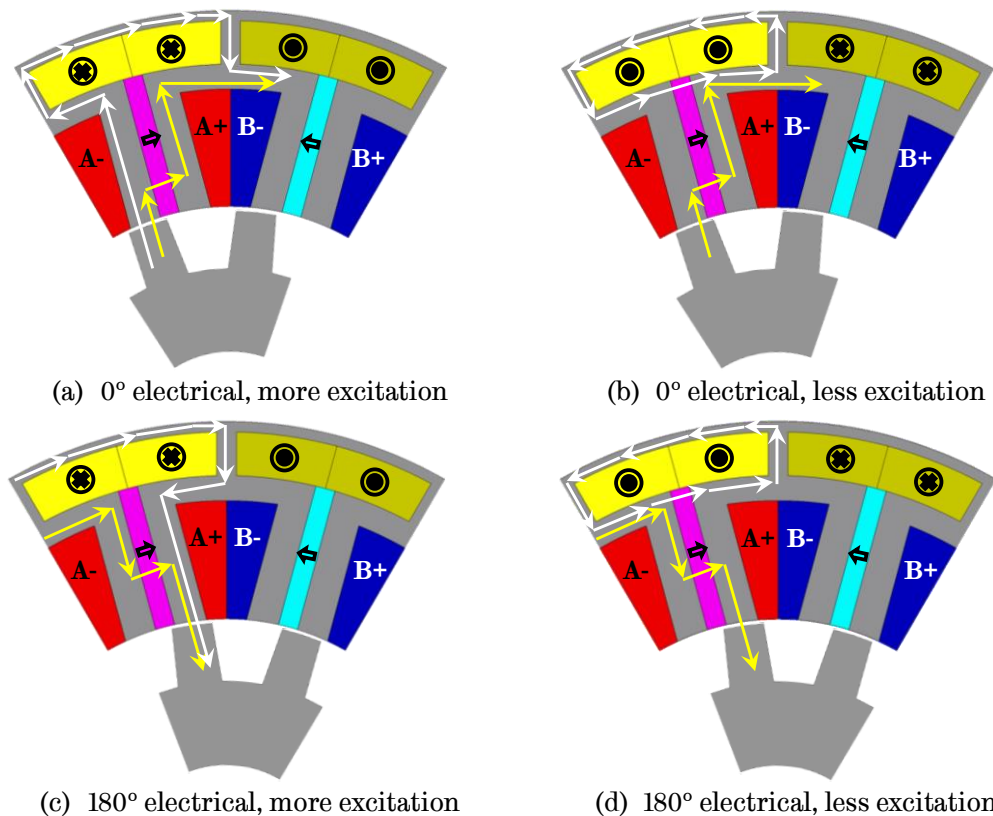 A-
A+
B-
B+
A-
A+
B-
B+
(a) 0° electrical, more excitation
(b) 0° electrical, less excitation
A-
A+
B-
B+
A-
A+
B-
B+
(c) 180° electrical, more excitation
(d) 180° electrical, less excitation